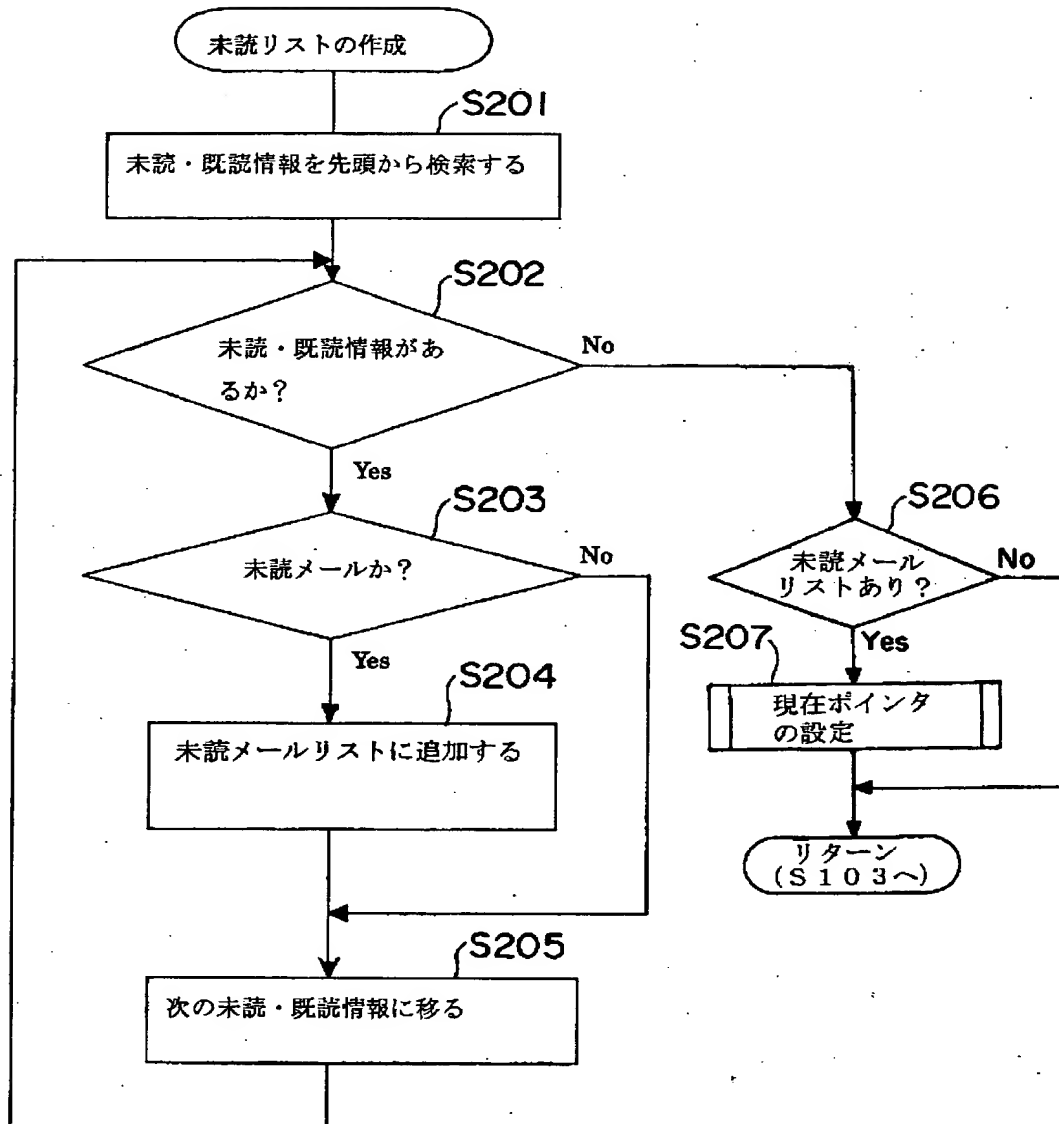 未読リストの作成
S201
未読・既読情報を先頭から検索する
S202
未読・既読情報があ
るか?
No
Yes
S203
未読メールか?
No
Yes
S204
未読メールリストに追加する
S205
次の未読・既読情報に移る
S206
未読メール
リストあり?
No
Yes
S207
現在ポインタ
の設定
リターン
(S103へ)